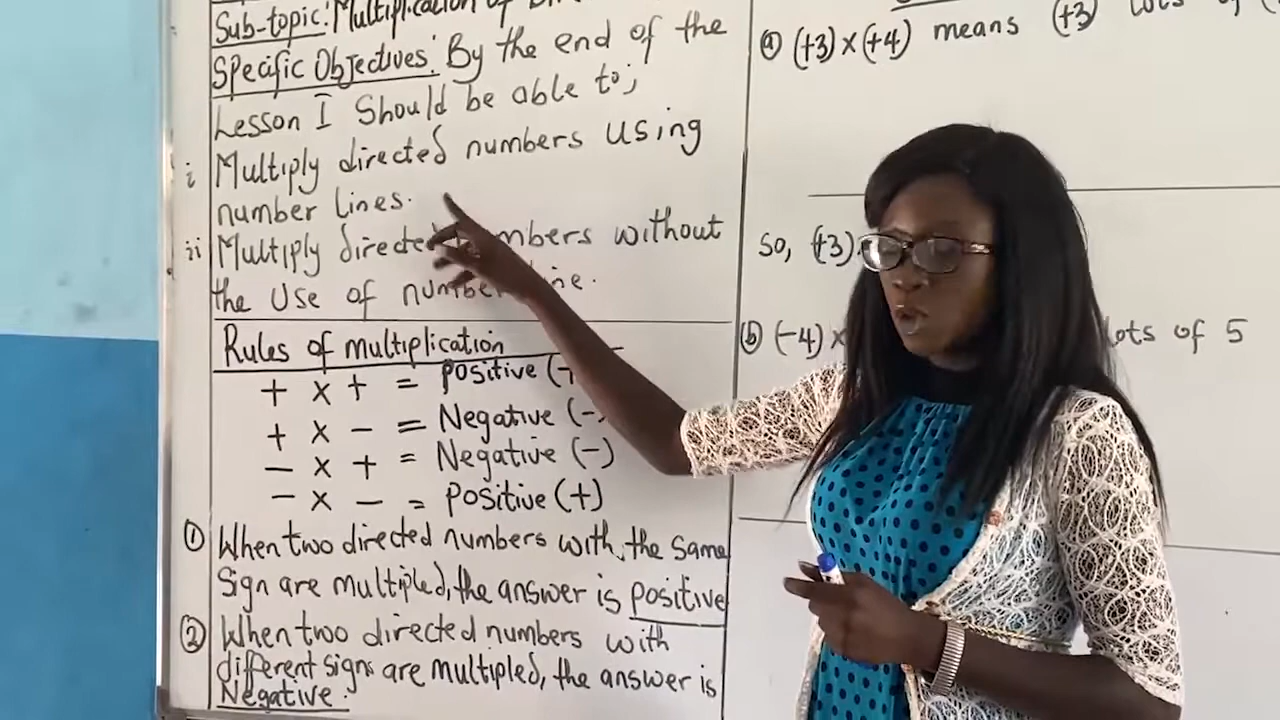 Sub-topic: Multiplication of
Specific Objectives: By the end of the
Lesson I Should be able to;
i Multiply directed numbers using
number lines.
ii Multiply directed numbers without
the Use of number line.
Rules of multiplication
+ x + = positive (+
+ x - = Negative (-)
- x + = Negative (-)
- x - = positive (+)
① When two directed numbers with the same
Sign are multipled, the answer is positive
② When two directed numbers with
different signs are multipled, the answer is
Negative.
ⓐ (+3) x (+4) means (+3) lots of
So, (+3)
ⓑ (-4) x lots of 5